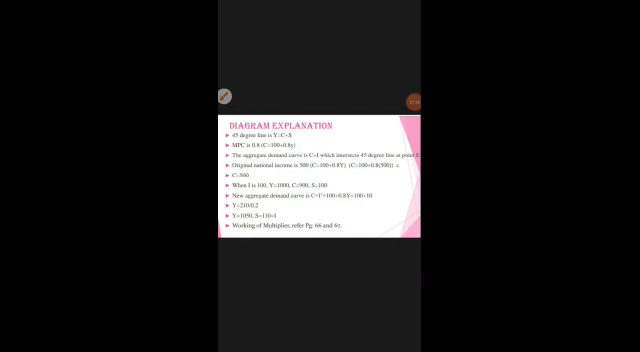 DIAGRAM EXPLANATION
45 degree line is Y=C+S
MPC is 0.8 (C=100+0.8y)
The aggregate demand curve is C+I which intersects 45 degree line at point E
Original national income is 500 (C=100+0.8Y) (C=100+0.8(500))
C=500
When I is 100, Y=1000, C=900, S=100
New aggregate demand curve is C+I'=100+0.8Y+100+10
Y=210/0.2
Y=1050, S=110=I
Working of Multiplier, refer Pg: 66 and 67.